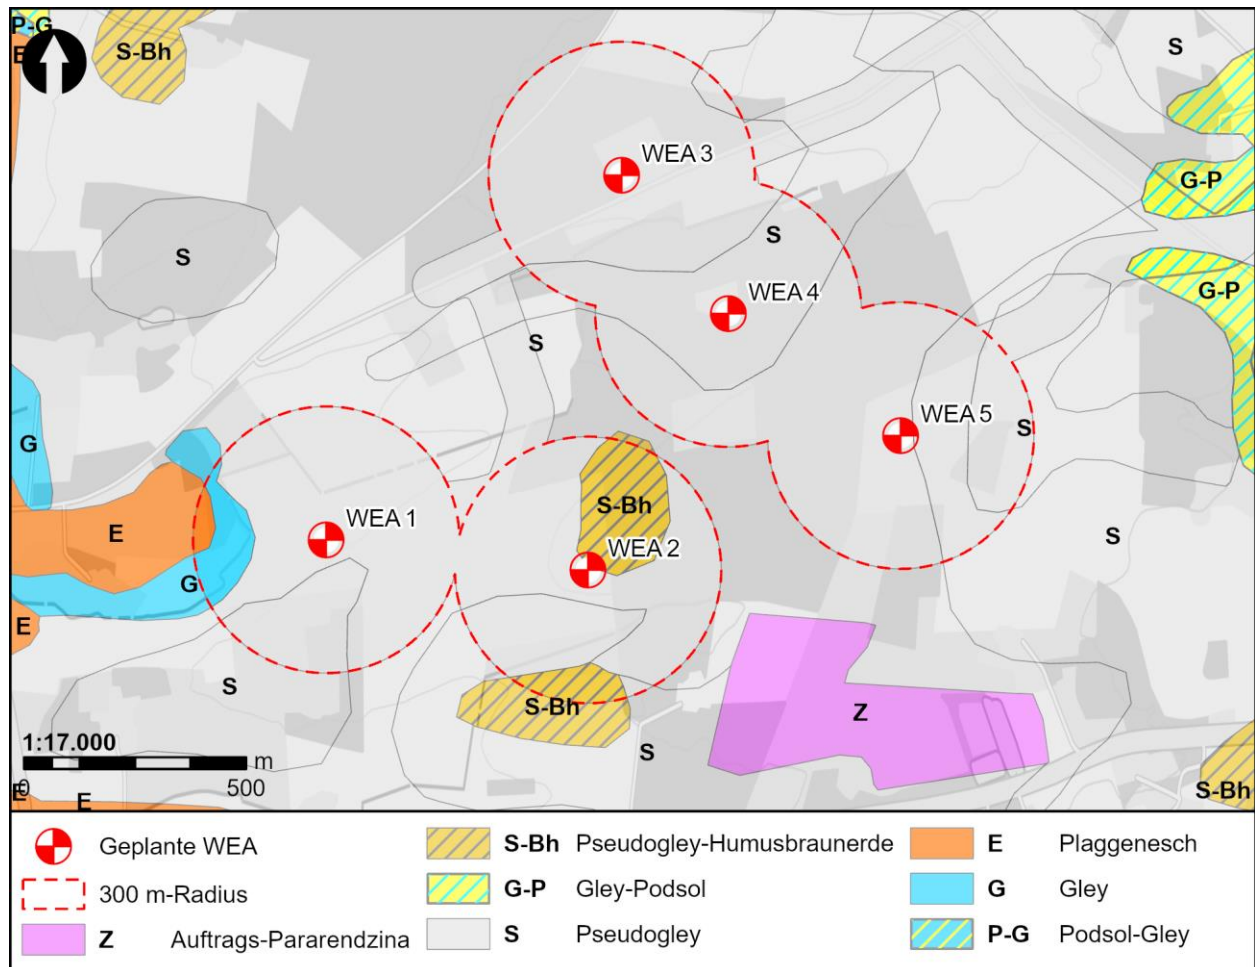 P-G
E
S-Bh
S
WEA 3
G-P
S
S
WEA 4
G-P
S
G
WEA 5
S
E
WEA 1
S-Bh
S
WEA 2
G
E
S
S-Bh
Z
S
1:17.000
m
0
500
E
E
S-Bh
Geplante WEA
S-Bh Pseudogley-Humusbraunerde
E Plaggenesch
300 m-Radius
G-P Gley-Podsol
G Gley
Z Auftrags-Pararendzina
S Pseudogley
P-G Podsol-Gley